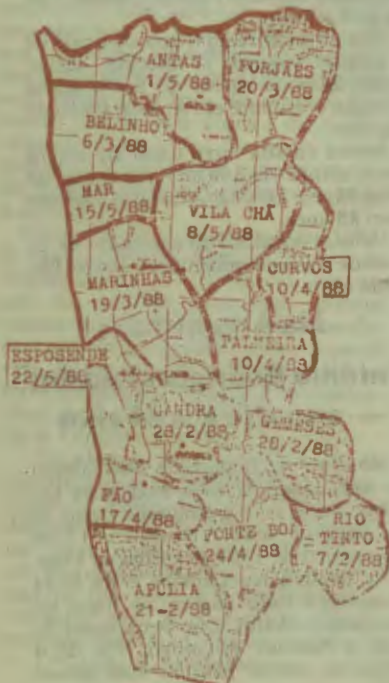 ANTAS
1/5/88
FORJÃES
20/3/88
BELINHO
6/3/88
MAR
15/5/88
VILA CHÃ
8/5/88
CURVOS
10/4/88
MARINHAS
19/3/88
PALMEIRA
10/4/88
ESPOSENDE
22/5/88
GANDRA
28/2/88
GEMESES
28/2/88
FÃO
17/4/88
FONTE BOA
24/4/88
RIO
TINTO
7/2/88
APÚLIA
21-2/88